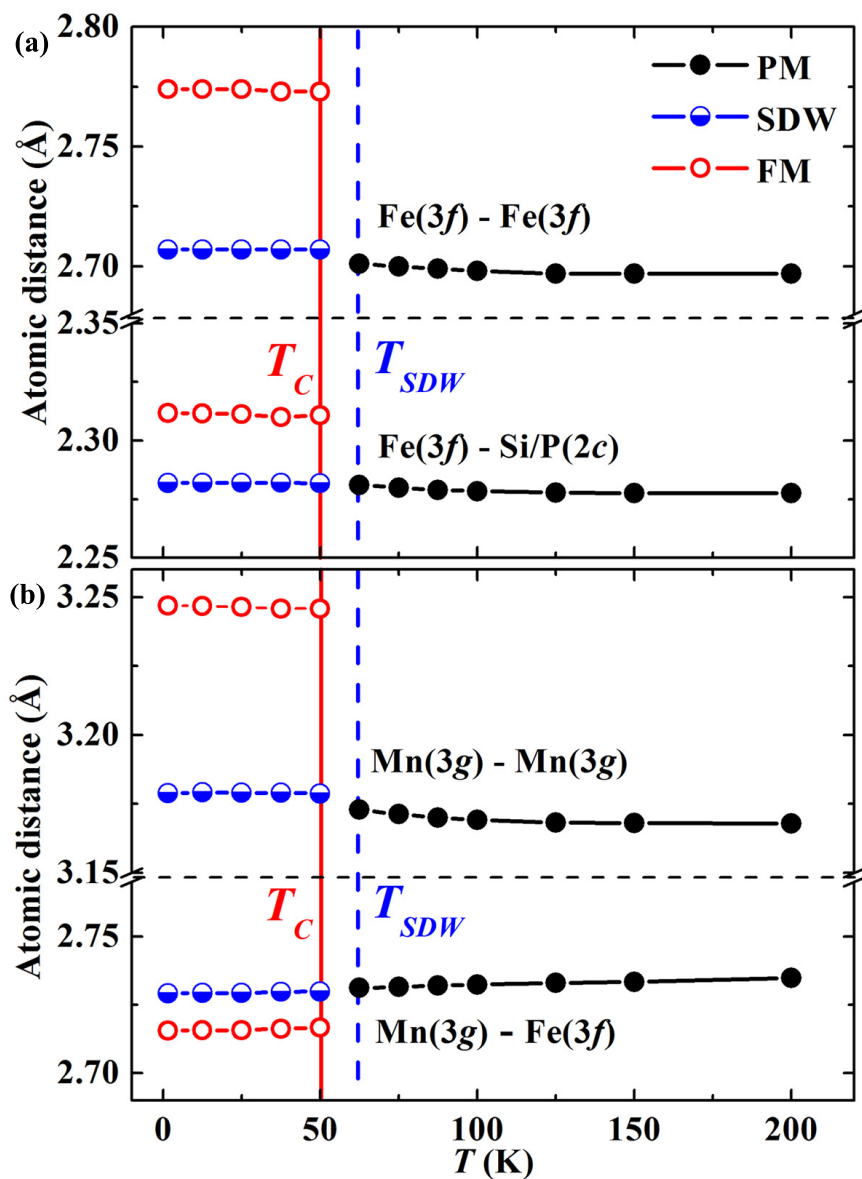 (a)
2.80
2.75
2.70
2.35
2.30
2.25
Atomic distance (Å)
PM
SDW
FM
Fe(3f) - Fe(3f)
T_C
T_SDW
Fe(3f) - Si/P(2c)
(b)
3.25
3.20
3.15
2.75
2.70
Atomic distance (Å)
Mn(3g) - Mn(3g)
T_C
T_SDW
Mn(3g) - Fe(3f)
0 50 100 150 200
T (K)